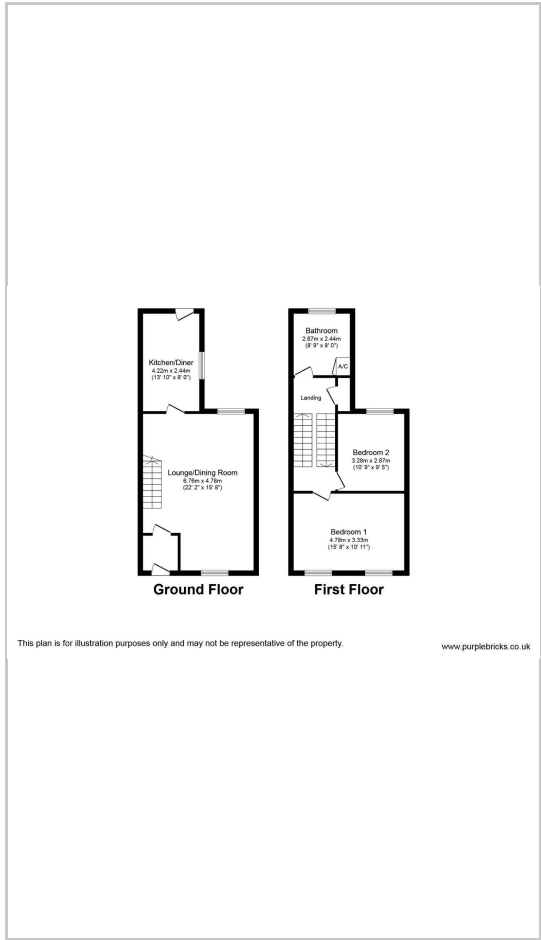 Kitchen/Diner
4.22m x 2.44m
(13' 10" x 8' 0")
Lounge/Dining Room
6.76m x 4.78m
(22' 2" x 15' 8")
Ground Floor
Bathroom
2.67m x 2.44m
(8' 9" x 8' 0")
A/C
Landing
Bedroom 2
3.28m x 2.87m
(10' 9" x 9' 5")
Bedroom 1
4.78m x 3.33m
(15' 8" x 10' 11")
First Floor
This plan is for illustration purposes only and may not be representative of the property.
www.purplebricks.co.uk